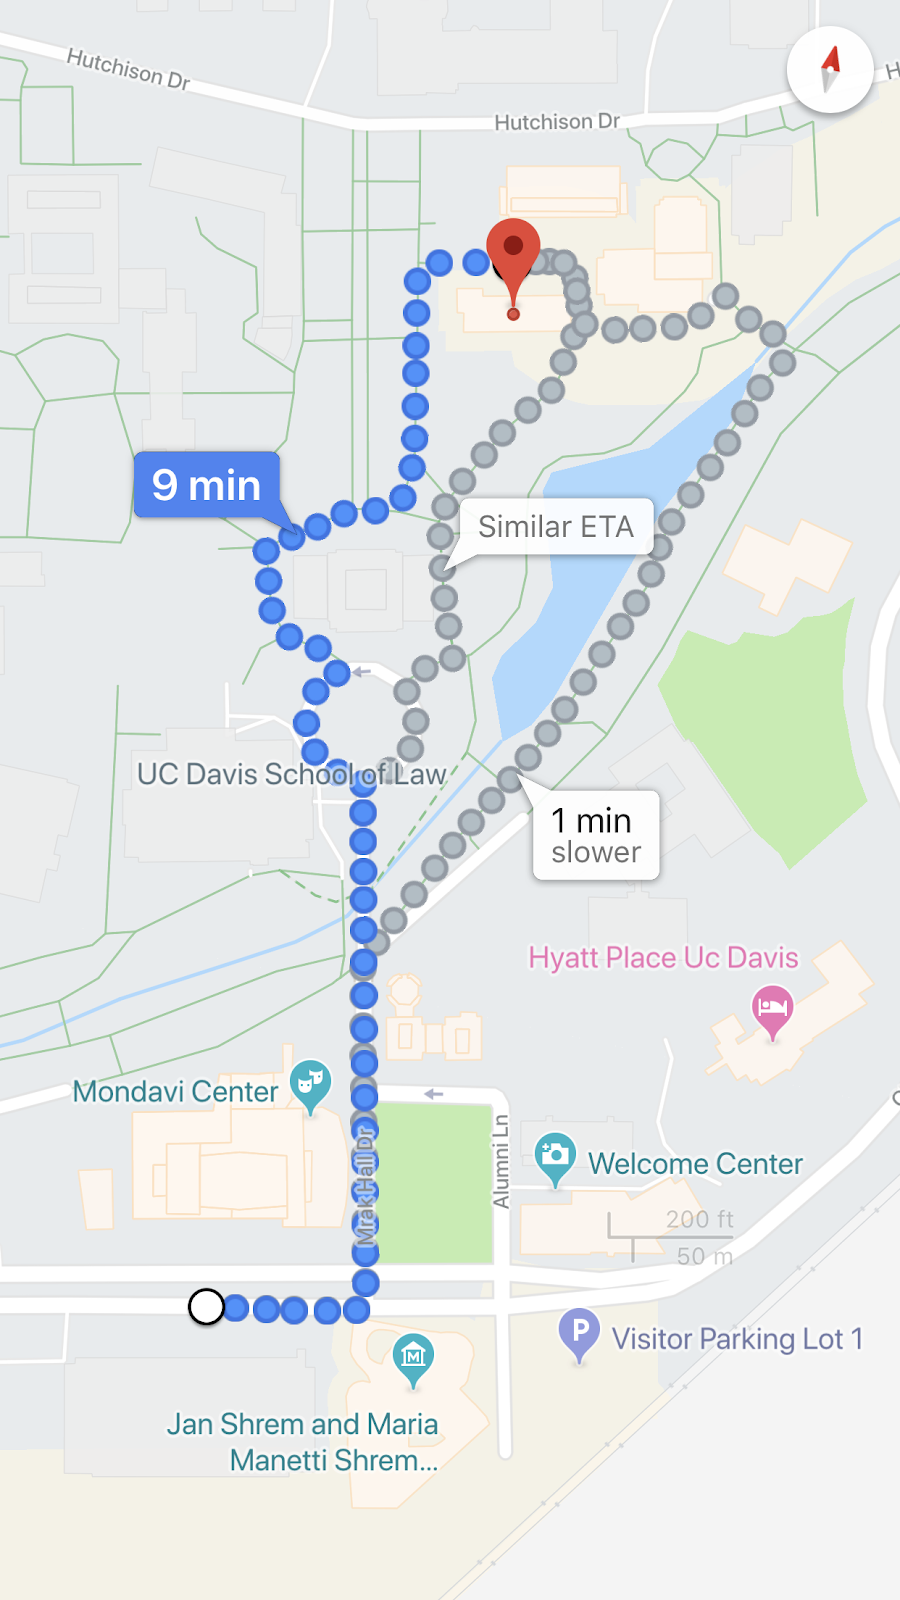 Hutchison Dr
H
Hutchison Dr
9 min
Similar ETA
UC Davis School of Law
1 min
slower
Hyatt Place Uc Davis
Mondavi Center
Alumni Ln
Mrak Hall Dr
Welcome Center
200 ft
50 m
P
Visitor Parking Lot 1
M
Jan Shrem and Maria
Manetti Shrem...